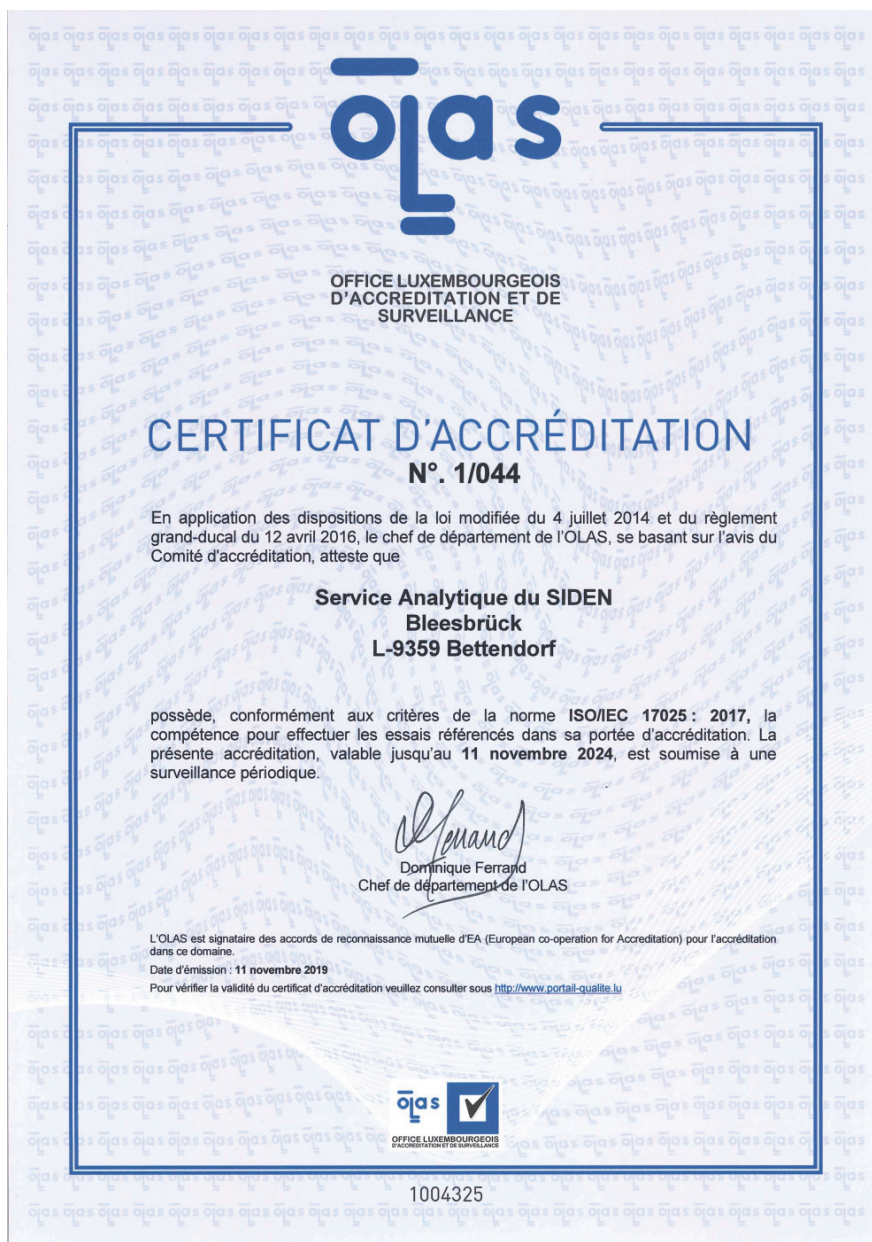 olas
OFFICE LUXEMBOURGEOIS
D'ACCREDITATION ET DE
SURVEILLANCE
CERTIFICAT D'ACCRÉDITATION
N°. 1/044
En application des dispositions de la loi modifiée du 4 juillet 2014 et du règlement
grand-ducal du 12 avril 2016, le chef de département de l'OLAS, se basant sur l'avis du
Comité d'accréditation, atteste que
Service Analytique du SIDEN
Bleesbrück
L-9359 Bettendorf
possède, conformément aux critères de la norme ISO/IEC 17025 : 2017, la
compétence pour effectuer les essais référencés dans sa portée d'accréditation. La
présente accréditation, valable jusqu'au 11 novembre 2024, est soumise à une
surveillance périodique.
Dominique Ferrand
Chef de département de l'OLAS
L'OLAS est signataire des accords de reconnaissance mutuelle d'EA (European co-operation for Accreditation) pour l'accréditation
dans ce domaine.
Date d'émission : 11 novembre 2019
Pour vérifier la validité du certificat d'accréditation veuillez consulter sous http://www.portail-qualite.lu
olas
OFFICE LUXEMBOURGEOIS
D'ACCREDITATION ET DE SURVEILLANCE
1004325